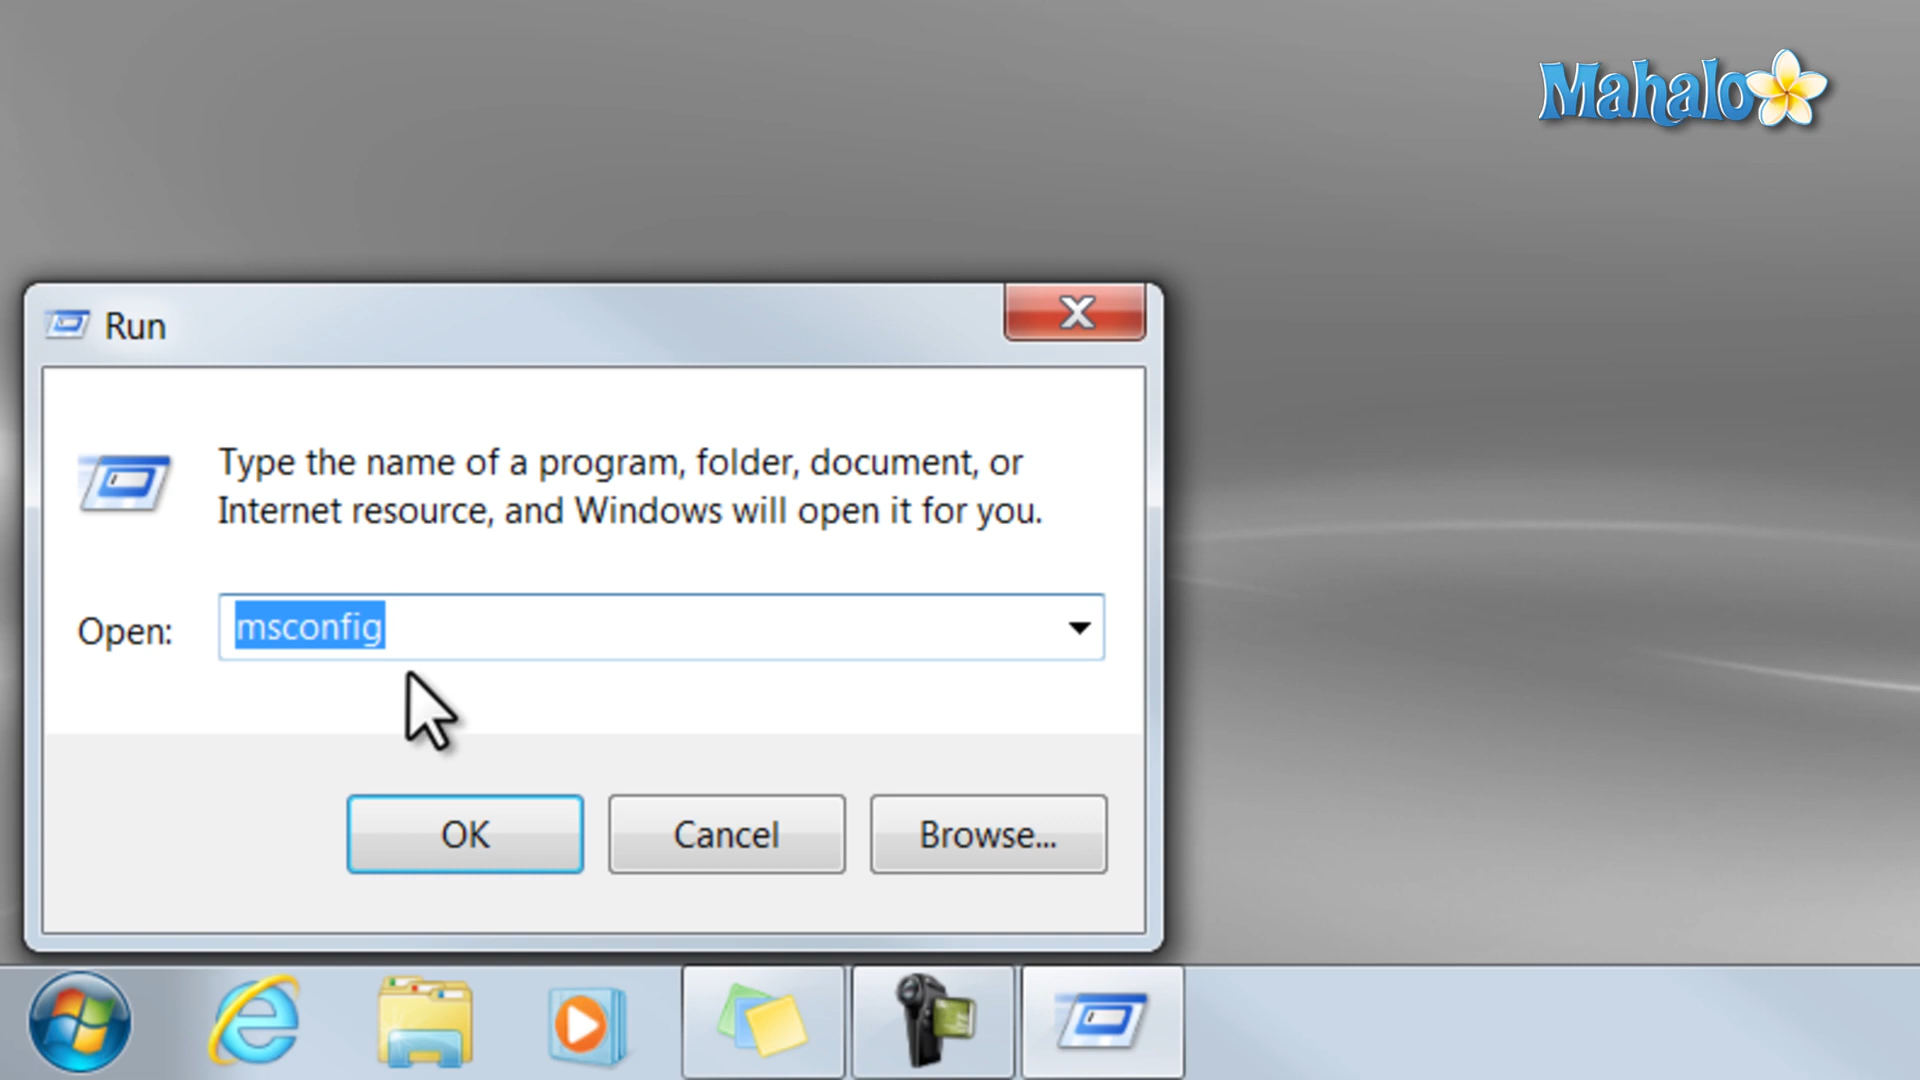 Mahalo
Run
Type the name of a program, folder, document, or
Internet resource, and Windows will open it for you.
Open: msconfig
OK Cancel Browse...